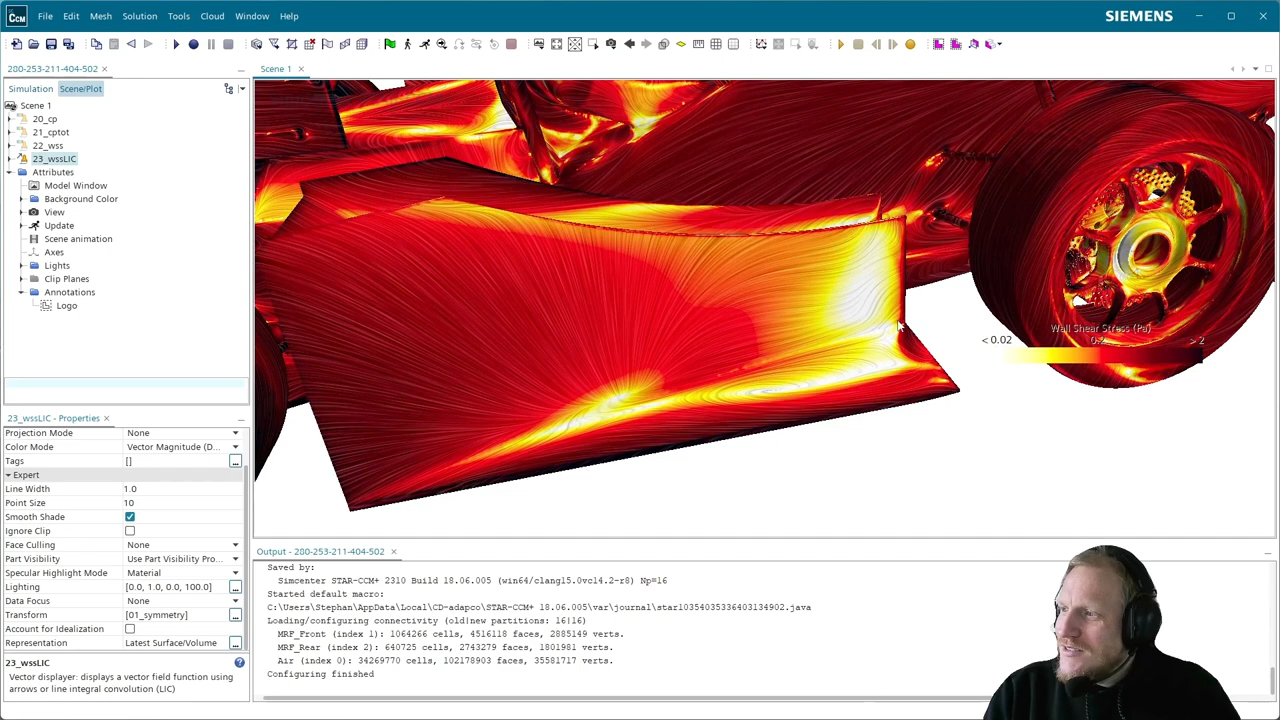 CCM
File Edit Mesh Solution Tools Cloud Window Help
SIEMENS
280-253-211-404-502
Scene 1
Simulation Scene/Plot
Scene 1
20_cp
21_cptot
22_wss
23_wssLIC
Attributes
Model Window
Background Color
View
Update
Scene animation
Axes
Lights
Clip Planes
Annotations
Logo
Wall Shear Stress (Pa)
< 0.02 0.2 > 2
23_wssLIC - Properties
Projection Mode None
Color Mode Vector Magnitude (D...
Tags [] ...
Expert
Line Width 1.0
Point Size 10
Smooth Shade
Ignore Clip
Face Culling None
Part Visibility Use Part Visibility Pro...
Specular Highlight Mode Material
Lighting [0.0, 1.0, 0.0, 100.0] ...
Data Focus None
Transform [01_symmetry] ...
Account for Idealization
Representation Latest Surface/Volume ...
23_wssLIC
Vector displayer: displays a vector field function using
arrows or line integral convolution (LIC)
Output - 280-253-211-404-502
Saved by:
Simcenter STAR-CCM+ 2310 Build 18.06.005 (win64/clang15.0vc14.2-r8) Np=16
Started default macro:
C:\Users\Stephan\AppData\Local\CD-adapco\STAR-CCM+ 18.06.005\var\journal\star10354035336403134902.java
Loading/configuring connectivity (old|new partitions: 16|16)
MRF_Front (index 1): 1064266 cells, 4516118 faces, 2885149 verts.
MRF_Rear (index 2): 640725 cells, 2743279 faces, 1801981 verts.
Air (index 0): 34269770 cells, 102178903 faces, 35581717 verts.
Configuring finished